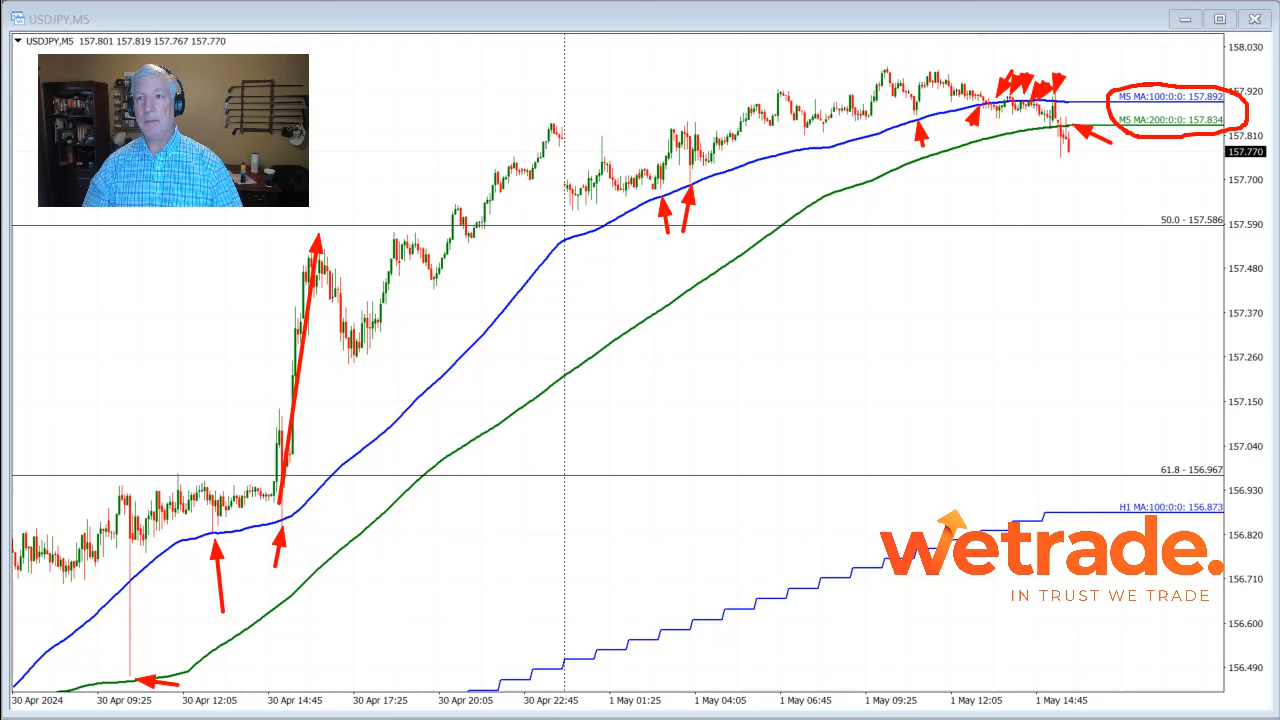 USDJPY,M5
USDJPY,M5 157.801 157.819 157.767 157.770
158.030
157.920
M5 MA:100:0:0: 157.892
M5 MA:200:0:0: 157.834
157.810
157.770
157.700
50.0 - 157.586
157.590
157.480
157.370
157.260
157.150
157.040
61.8 - 156.967
156.930
H1 MA:100:0:0: 156.873
156.820
wetrade.
156.710
IN TRUST WE TRADE
156.600
156.490
30 Apr 2024 30 Apr 09:25 30 Apr 12:05 30 Apr 14:45 30 Apr 17:25 30 Apr 20:05 30 Apr 22:45 1 May 01:25 1 May 04:05 1 May 06:45 1 May 09:25 1 May 12:05 1 May 14:45